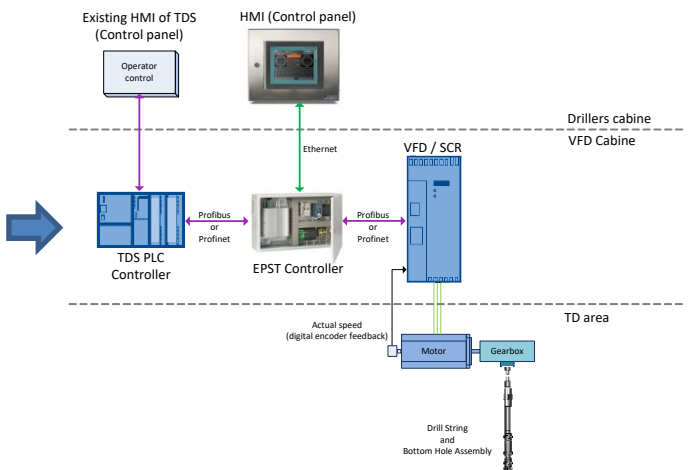 Existing HMI of TDS
(Control panel)
HMI (Control panel)
Operator
control
Drillers cabine
VFD Cabine
Ethernet
VFD / SCR
Profibus
or
Profinet
Profibus
or
Profinet
TDS PLC
Controller
EPST Controller
TD area
Actual speed
(digital encoder feedback)
Motor
Gearbox
Drill String
and
Bottom Hole Assembly